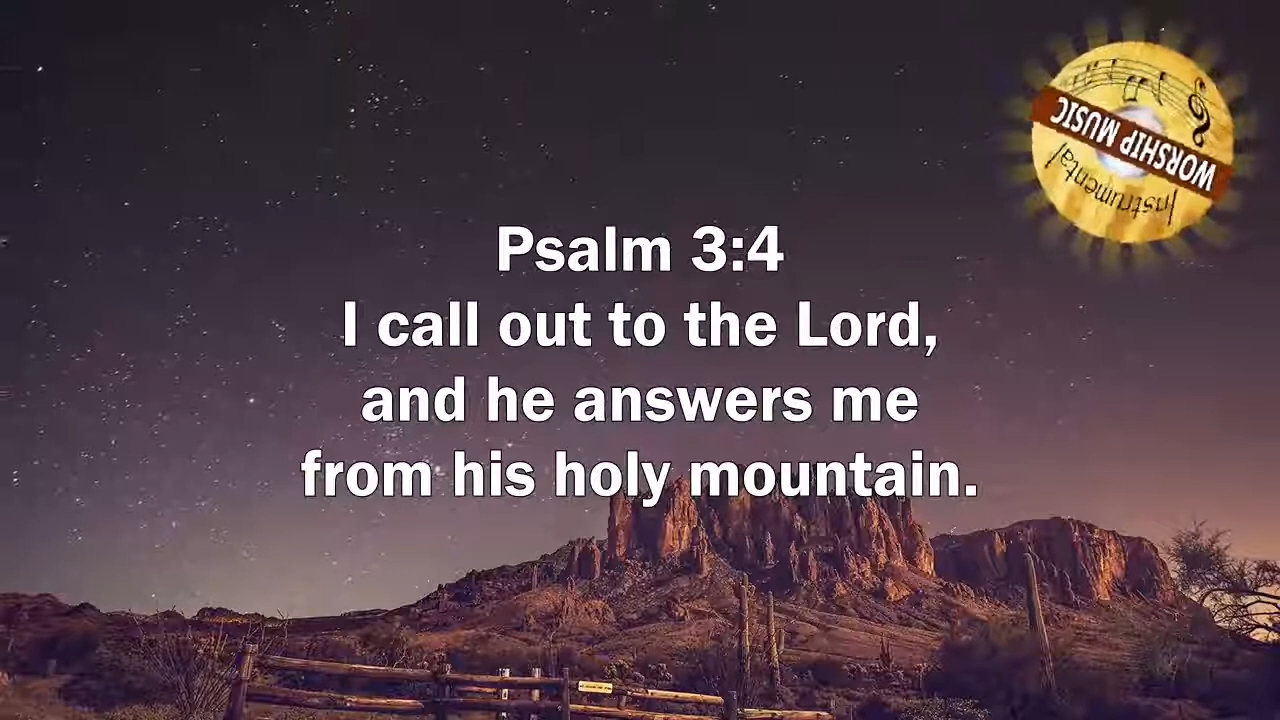 Psalm 3:4
I call out to the Lord,
and he answers me
from his holy mountain.
WORSHIP MUSIC
Instrumental